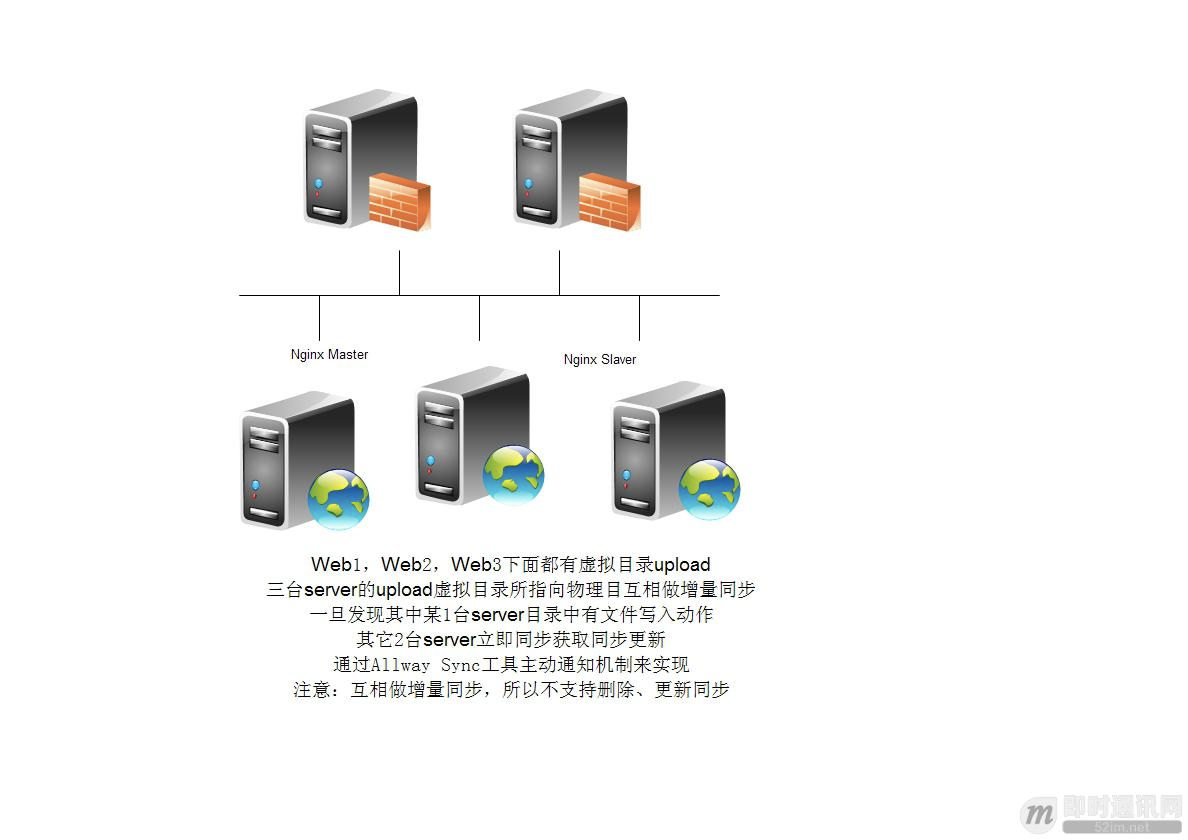 Nginx Master
Nginx Slaver
Web1，Web2，Web3下面都有虚拟目录upload
三台server的upload虚拟目录所指向物理目互相做增量同步
一旦发现其中某1台server目录中有文件写入动作
其它2台server立即同步获取同步更新
通过Allway Sync工具主动通知机制来实现
注意：互相做增量同步，所以不支持删除、更新同步
即时通讯网
52im.net